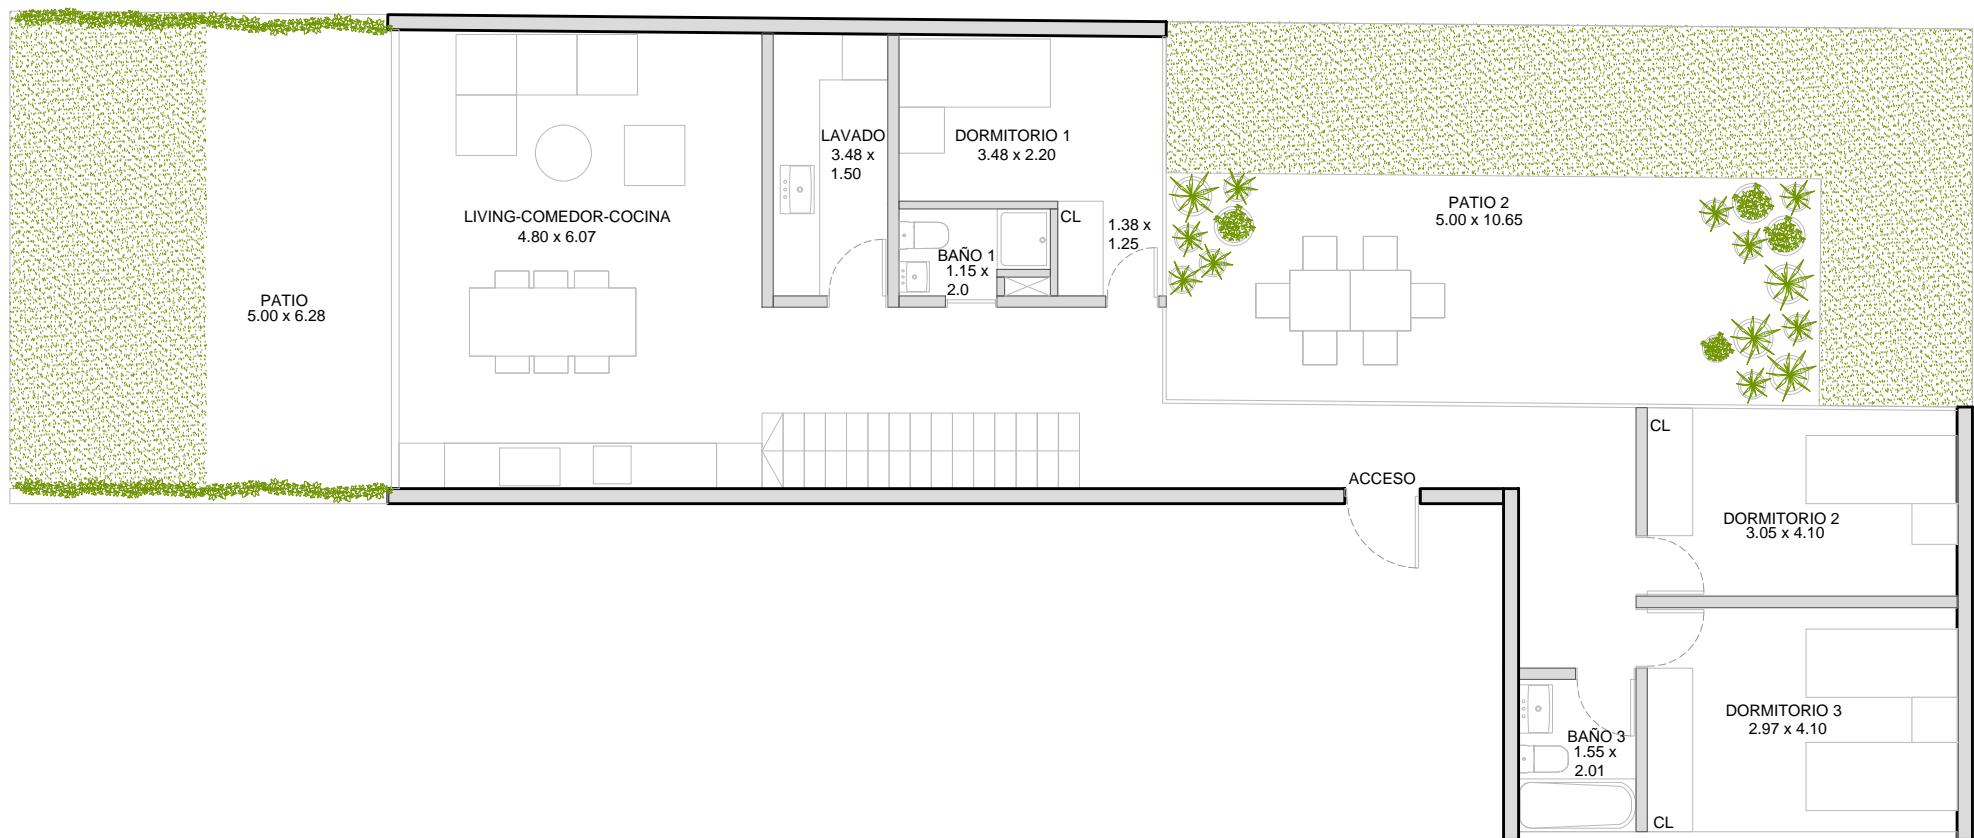 LAVADO
3.48 x
1.50
DORMITORIO 1
3.48 x 2.20
LIVING-COMEDOR-COCINA
4.80 x 6.07
CL
1.38 x
1.25
PATIO 2
5.00 x 10.65
BAÑO 1
1.15 x
2.0
PATIO
5.00 x 6.28
CL
ACCESO
DORMITORIO 2
3.05 x 4.10
DORMITORIO 3
2.97 x 4.10
BAÑO 3
1.55 x
2.01
CL